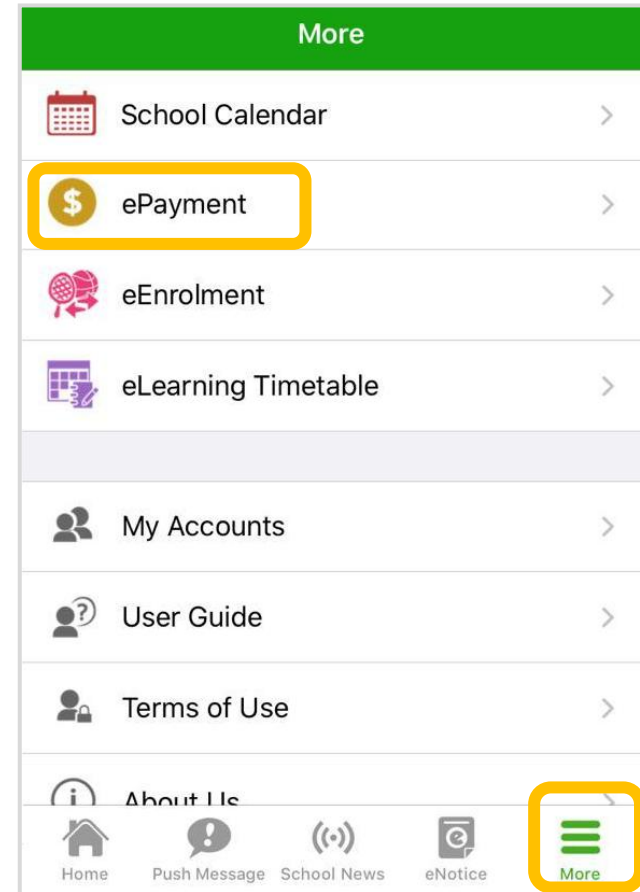 More
School Calendar
$ ePayment
eEnrolment
eLearning Timetable
My Accounts
? User Guide
Terms of Use
i About Us
Home Push Message School News eNotice More